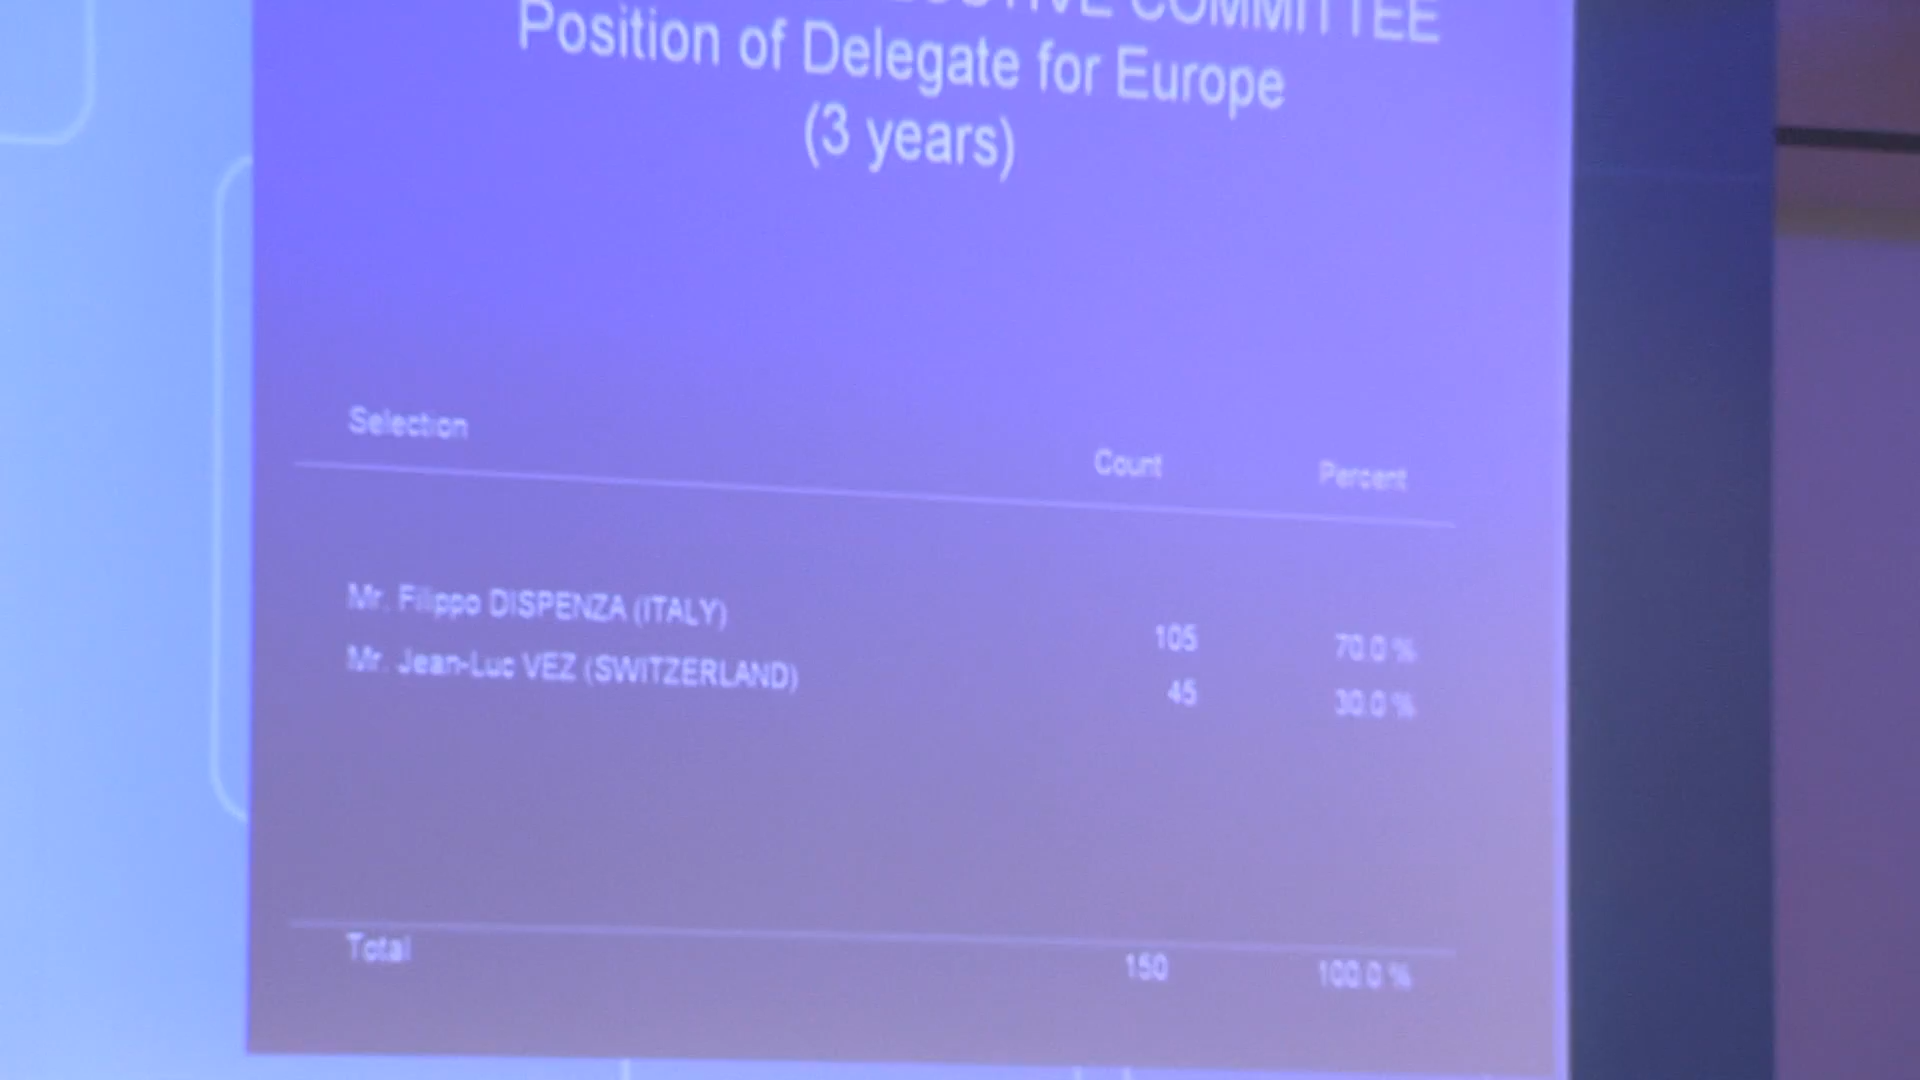 COMMITTEE
Position of Delegate for Europe
(3 years)
Selection Count Percent
Mr. Filippo DISPENZA (ITALY) 105 70.0 %
Mr. Jean-Luc VEZ (SWITZERLAND) 45 30.0 %
Total 150 100.0 %